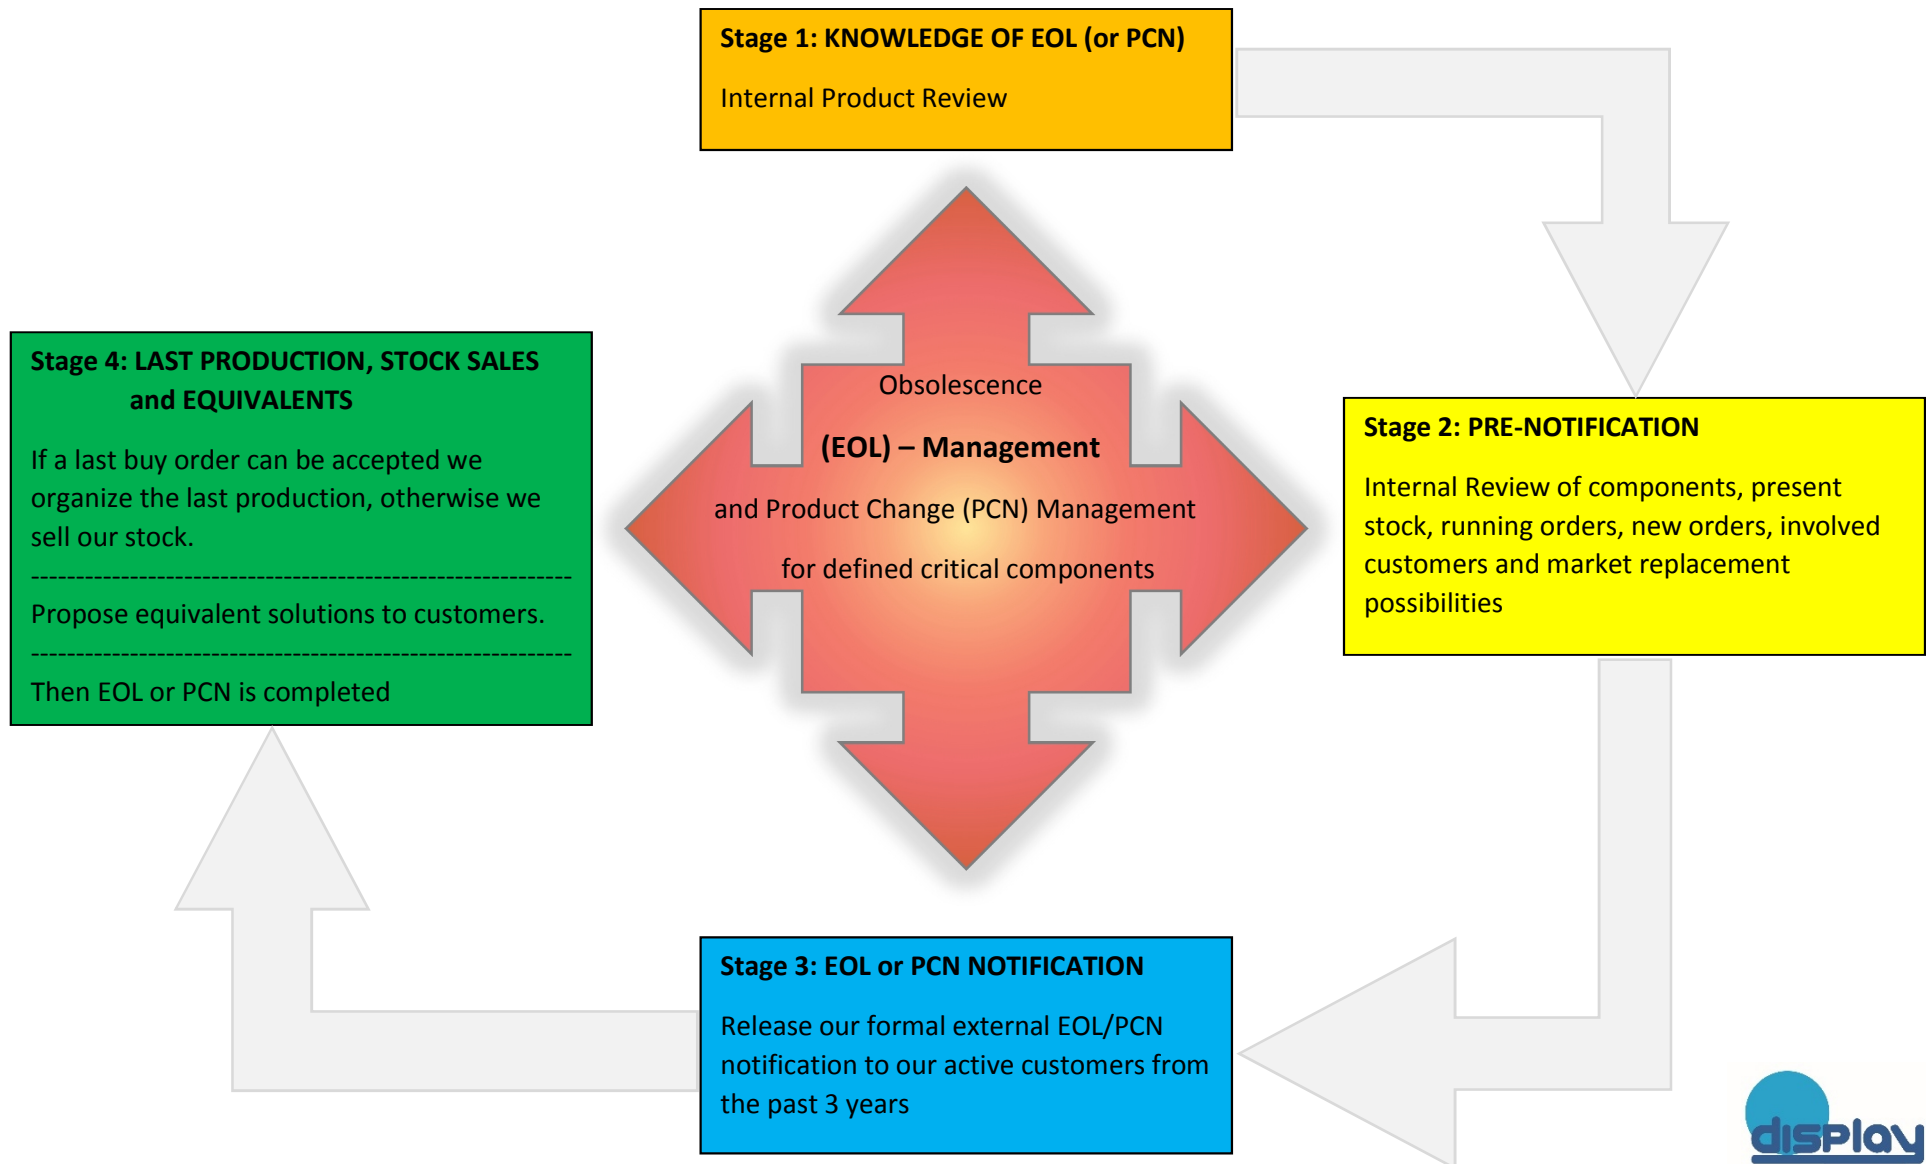 Stage 1: KNOWLEDGE OF EOL (or PCN)
Internal Product Review
Obsolescence
(EOL) – Management
and Product Change (PCN) Management
for defined critical components
Stage 2: PRE-NOTIFICATION
Internal Review of components, present
stock, running orders, new orders, involved
customers and market replacement
possibilities
Stage 3: EOL or PCN NOTIFICATION
Release our formal external EOL/PCN
notification to our active customers from
the past 3 years
Stage 4: LAST PRODUCTION, STOCK SALES
and EQUIVALENTS
If a last buy order can be accepted we
organize the last production, otherwise we
sell our stock.
------------------------------------------------------------
Propose equivalent solutions to customers.
------------------------------------------------------------
Then EOL or PCN is completed
display